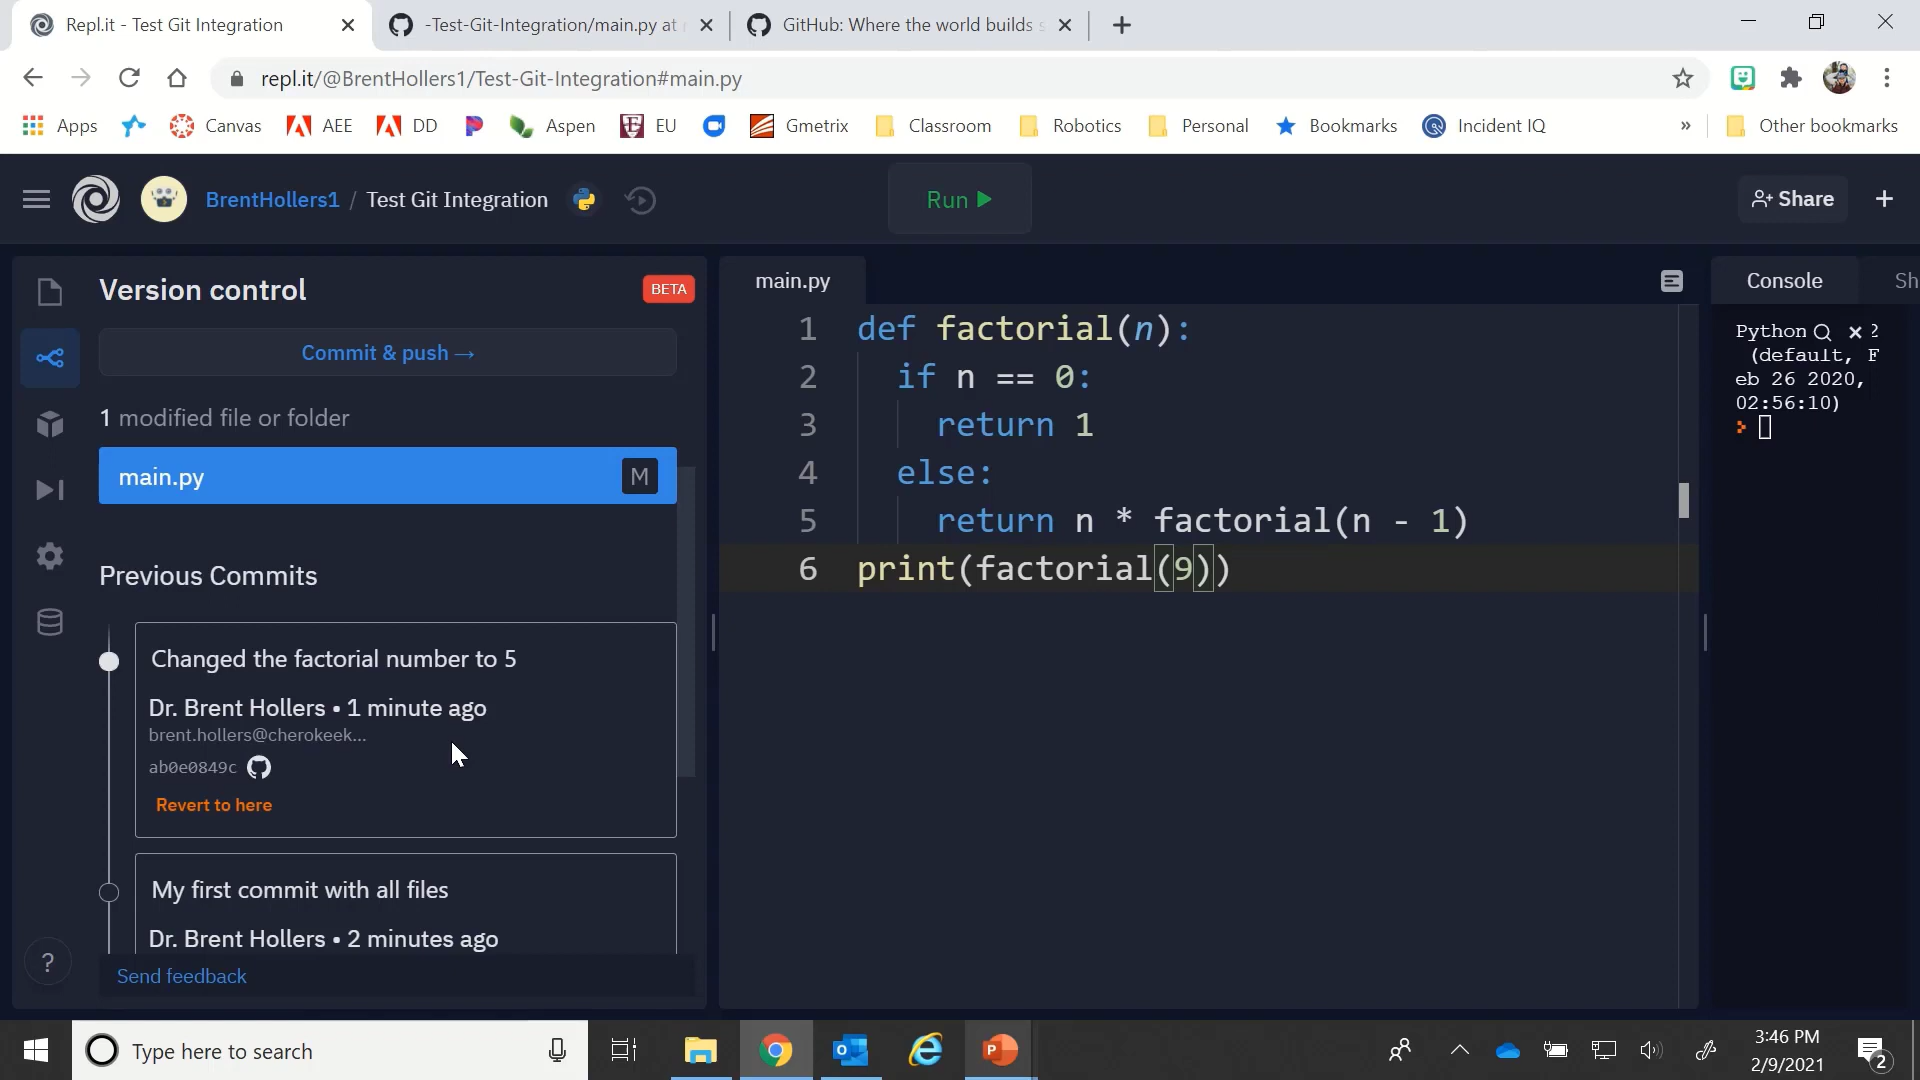 Repl.it - Test Git Integration
-Test-Git-Integration/main.py at
GitHub: Where the world builds s
repl.it/@BrentHollers1/Test-Git-Integration#main.py
Apps
Canvas
AEE
DD
Aspen
EU
Gmetrix
Classroom
Robotics
Personal
Bookmarks
Incident IQ
»
Other bookmarks
BrentHollers1 / Test Git Integration
Run
Share
Version control
BETA
Commit & push →
1 modified file or folder
main.py
M
Previous Commits
Changed the factorial number to 5
Dr. Brent Hollers • 1 minute ago
brent.hollers@cherokeek...
ab0e0849c
Revert to here
My first commit with all files
Dr. Brent Hollers • 2 minutes ago
Send feedback
?
main.py
1 def factorial(n):
2 if n == 0:
3 return 1
4 else:
5 return n * factorial(n - 1)
6 print(factorial(9))
Console
Sh
Python 2
(default, F
eb 26 2020,
02:56:10)
Type here to search
P
3:46 PM
2/9/2021
2